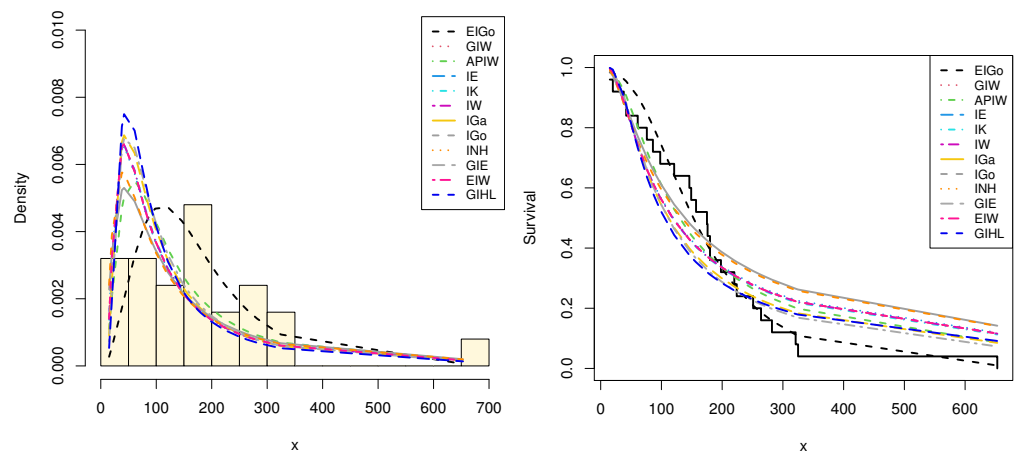 Density
0.010
0.008
0.006
0.004
0.002
0.000
0 100 200 300 400 500 600 700
x
EIGo
GIW
APIW
IE
IK
IW
IGa
IGo
INH
GIE
EIW
GIHL
Survival
1.0
0.8
0.6
0.4
0.2
0.0
0 100 200 300 400 500 600
x
EIGo
GIW
APIW
IE
IK
IW
IGa
IGo
INH
GIE
EIW
GIHL